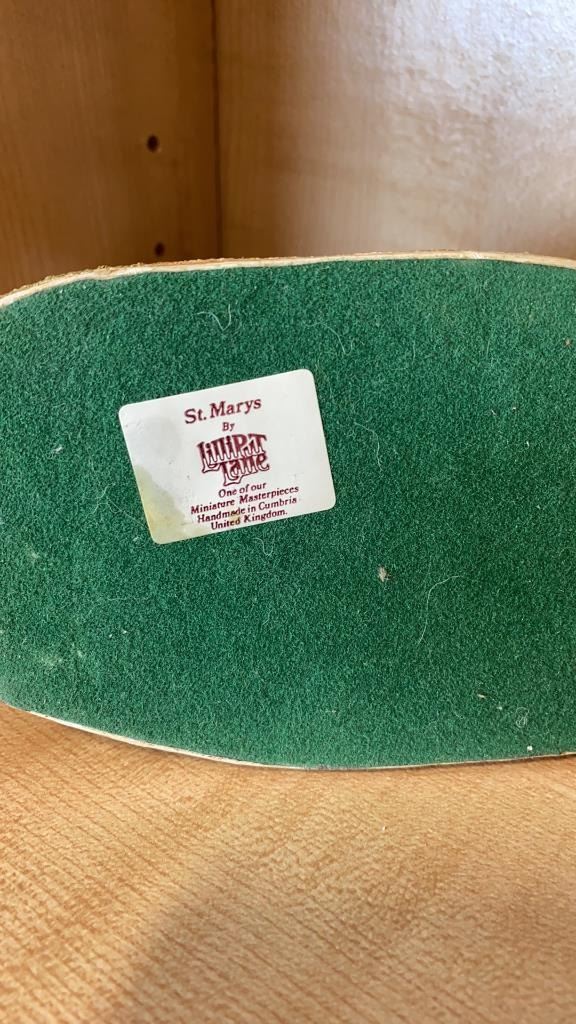 St. Marys
By
LilliPuT
Lane
One of our
Miniature Masterpieces
Handmade in Cumbria
United Kingdom.